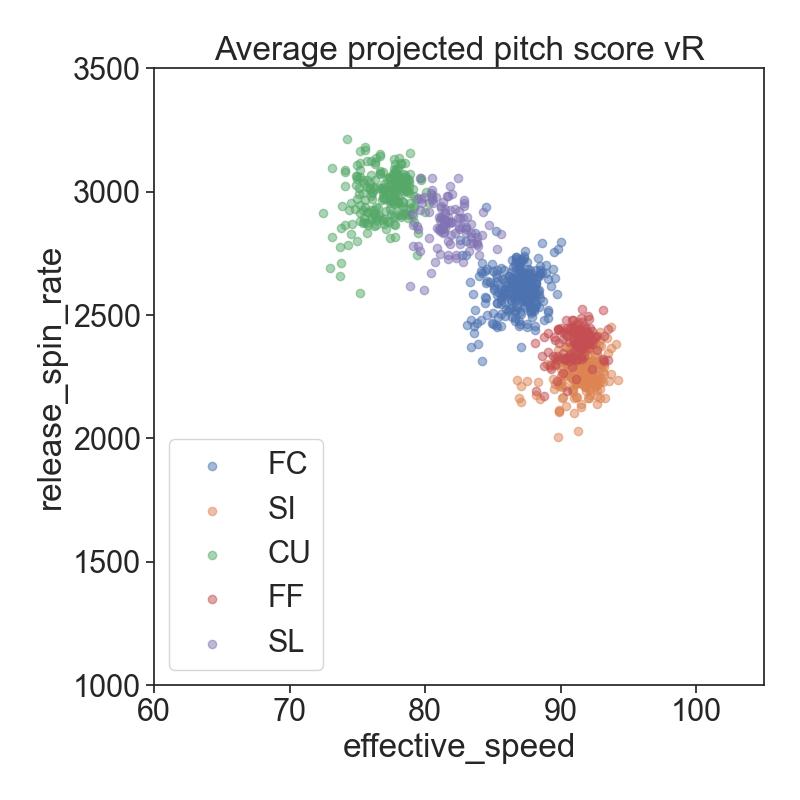 Average projected pitch score vR
3500
3000
2500
2000
1500
1000
release_spin_rate
FC
SI
CU
FF
SL
60 70 80 90 100
effective_speed